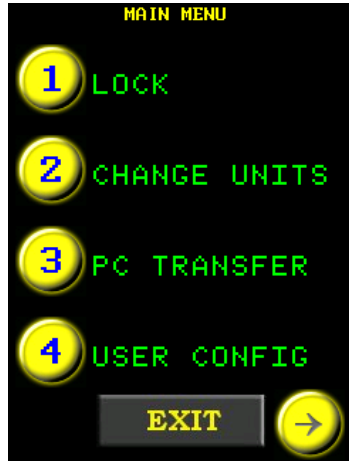 MAIN MENU
1 LOCK
2 CHANGE UNITS
3 PC TRANSFER
4 USER CONFIG
EXIT →